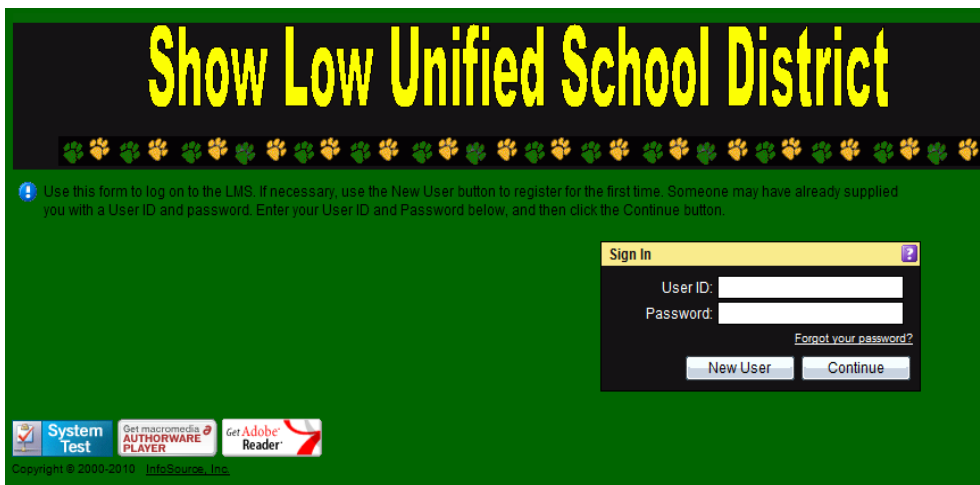 Show Low Unified School District
Use this form to log on to the LMS. If necessary, use the New User button to register for the first time. Someone may have already supplied
you with a User ID and password. Enter your User ID and Password below, and then click the Continue button.
Sign In ?
User ID:
Password:
Forgot your password?
New User Continue
System
Test
Get macromedia a
AUTHORWARE
PLAYER
Get Adobe®
Reader®
Copyright © 2000-2010 InfoSource, Inc.